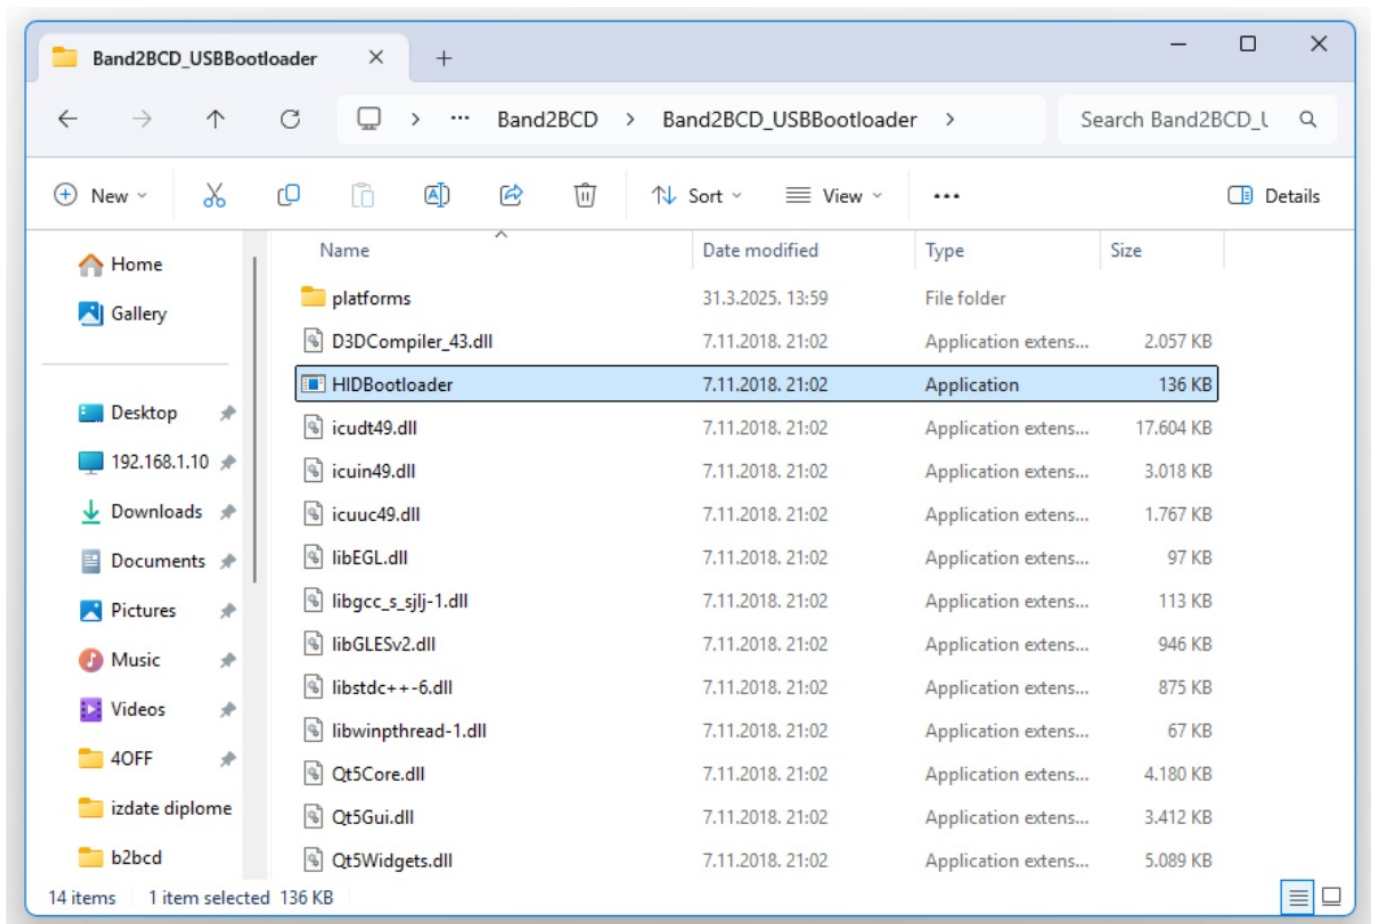 Band2BCD_USBBootloader
Band2BCD > Band2BCD_USBBootloader >
Search Band2BCD_U
New
Sort
View
Details
Home
Gallery
Desktop
192.168.1.10
Downloads
Documents
Pictures
Music
Videos
4OFF
izdate diplome
b2bcd
Name Date modified Type Size
platforms 31.3.2025. 13:59 File folder
D3DCompiler_43.dll 7.11.2018. 21:02 Application extens... 2.057 KB
HIDBootloader 7.11.2018. 21:02 Application 136 KB
icudt49.dll 7.11.2018. 21:02 Application extens... 17.604 KB
icuin49.dll 7.11.2018. 21:02 Application extens... 3.018 KB
icuuc49.dll 7.11.2018. 21:02 Application extens... 1.767 KB
libEGL.dll 7.11.2018. 21:02 Application extens... 97 KB
libgcc_s_sjlj-1.dll 7.11.2018. 21:02 Application extens... 113 KB
libGLESv2.dll 7.11.2018. 21:02 Application extens... 946 KB
libstdc++-6.dll 7.11.2018. 21:02 Application extens... 875 KB
libwinpthread-1.dll 7.11.2018. 21:02 Application extens... 67 KB
Qt5Core.dll 7.11.2018. 21:02 Application extens... 4.180 KB
Qt5Gui.dll 7.11.2018. 21:02 Application extens... 3.412 KB
Qt5Widgets.dll 7.11.2018. 21:02 Application extens... 5.089 KB
14 items 1 item selected 136 KB